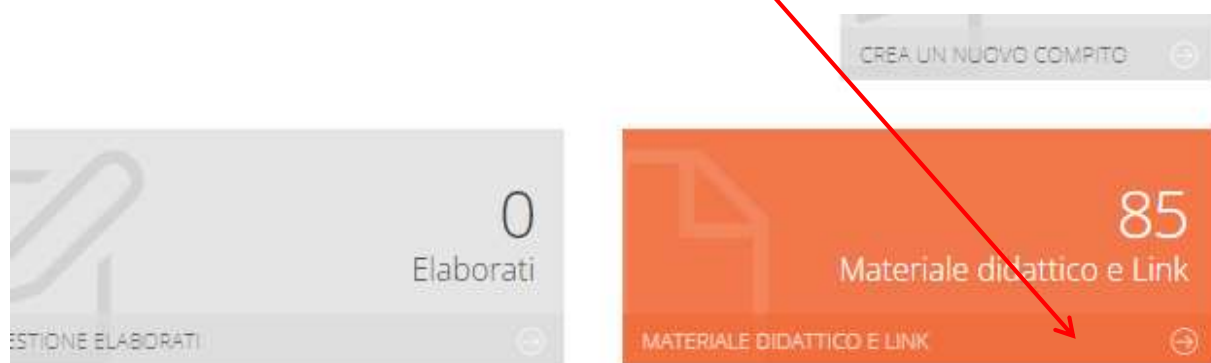 CREA UN NUOVO COMPITO
0
Elaborati
ESTIONE ELABORATI
85
Materiale didattico e Link
MATERIALE DIDATTICO E LINK